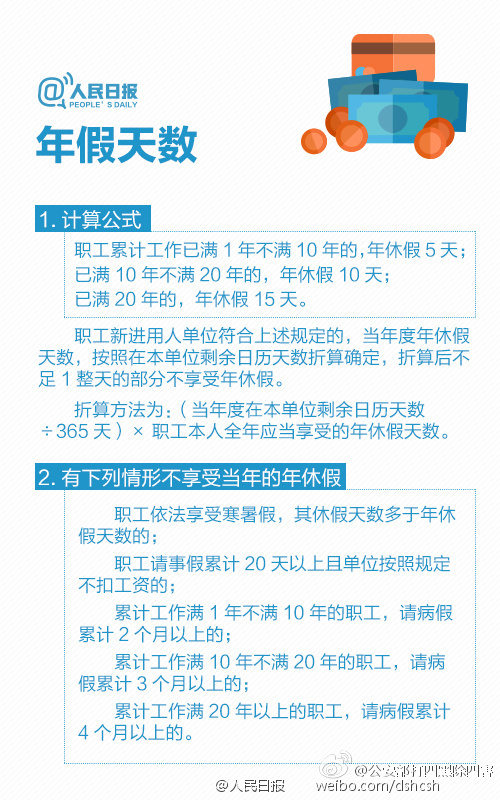 @人民日报
PEOPLE'S DAILY
年假天数
1. 计算公式
职工累计工作已满 1 年不满 10 年的，年休假 5 天；
已满 10 年不满 20 年的，年休假 10 天；
已满 20 年的，年休假 15 天。
职工新进用人单位符合上述规定的，当年度年休假
天数，按照在本单位剩余日历天数折算确定，折算后不
足 1 整天的部分不享受年休假。
折算方法为：（当年度在本单位剩余日历天数
÷365 天）× 职工本人全年应当享受的年休假天数。
2. 有下列情形不享受当年的年休假
职工依法享受寒暑假，其休假天数多于年休
假天数的；
职工请事假累计 20 天以上且单位按照规定
不扣工资的；
累计工作满 1 年不满 10 年的职工，请病假
累计 2 个月以上的；
累计工作满 10 年不满 20 年的职工，请病
假累计 3 个月以上的；
累计工作满 20 年以上的职工，请病假累计
4 个月以上的。
@公安部打四黑除四害
@人民日报 weibo.com/dshcsh